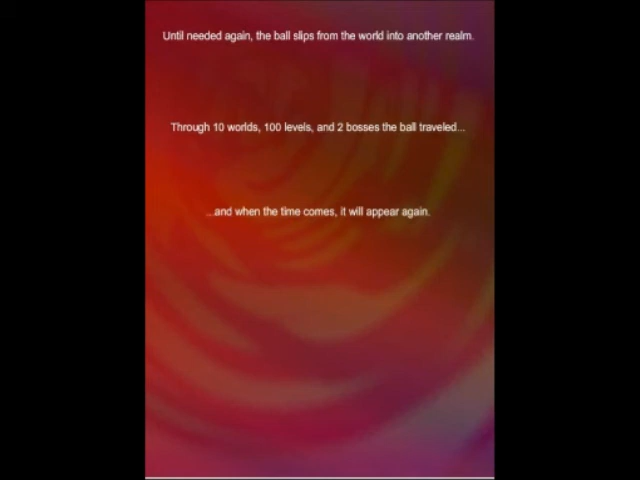 Until needed again, the ball slips from the world into another realm.
Through 10 worlds, 100 levels, and 2 bosses the ball traveled...
...and when the time comes, it will appear again.